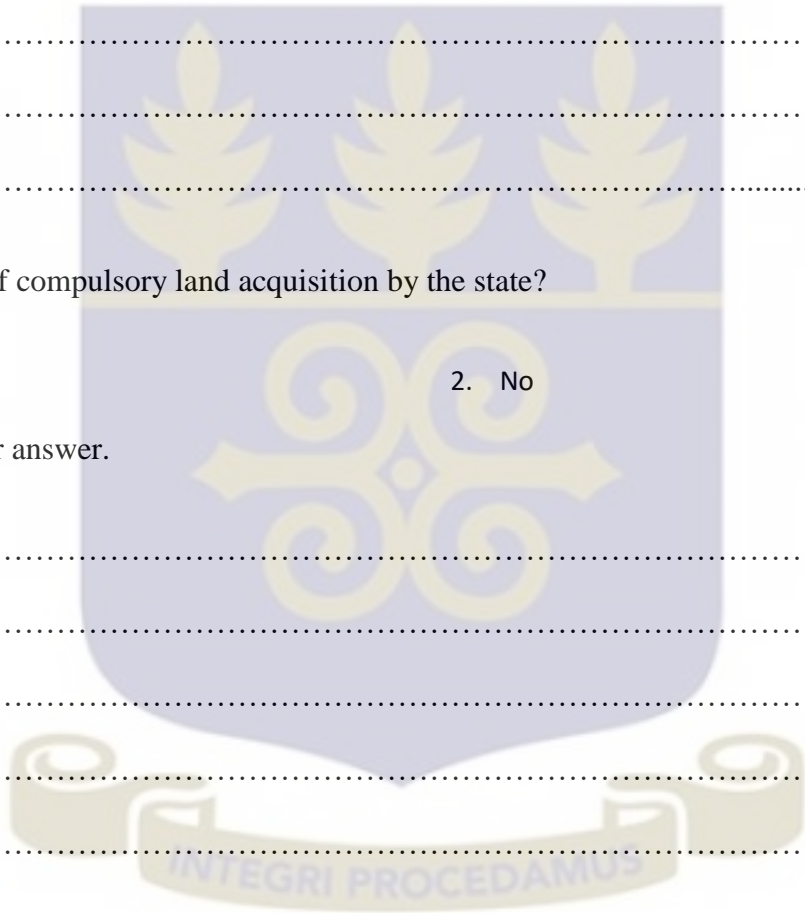 ……………………………………………………………………
……………………………………………………………………
………………………………………………………………..........
f compulsory land acquisition by the state?
2. No
r answer.
……………………………………………………………………
……………………………………………………………………
……………………………………………………………………
……………………………………………………………………
……………………………………………………………………
INTEGRI PROCEDAMUS